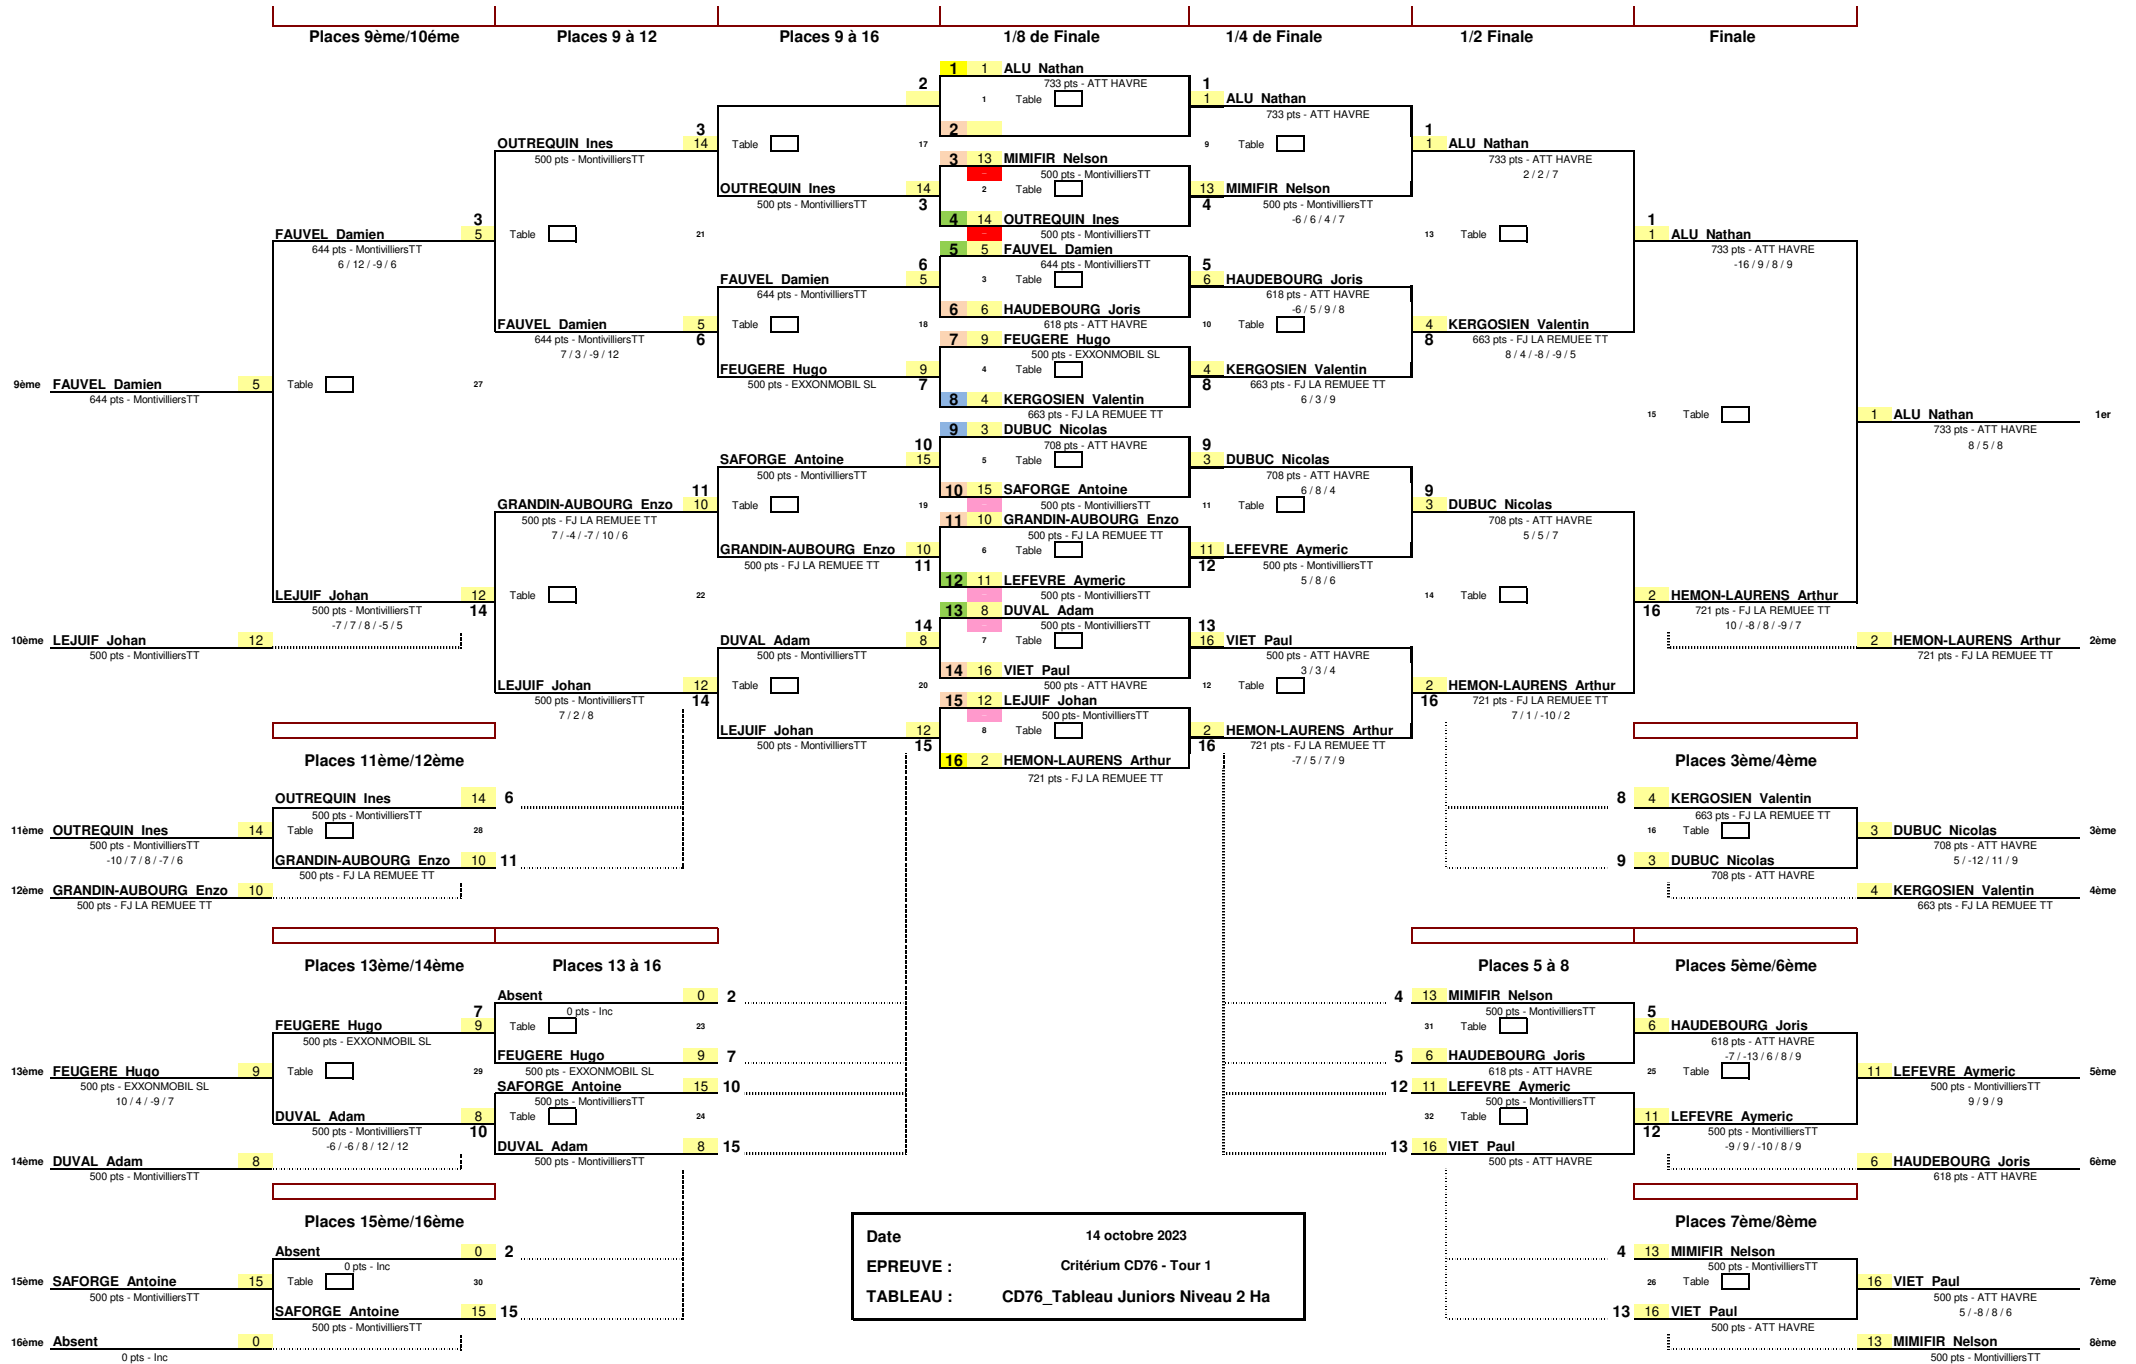 Places 9ème/10éme
Places 9 à 12
Places 9 à 16
1/8 de Finale
1/4 de Finale
1/2 Finale
Finale
9ème FAUVEL Damien 5
644 pts - MontivilliersTT
10ème LEJUIF Johan 12
500 pts - MontivilliersTT
3
FAUVEL Damien 5
644 pts - MontivilliersTT
6 / 12 / -9 / 6
Table 27
LEJUIF Johan 12
500 pts - MontivilliersTT 14
-7 / 7 / 8 / -5 / 5
3
OUTREQUIN Ines 14
500 pts - MontivilliersTT
Table 21
FAUVEL Damien 5
644 pts - MontivilliersTT 6
7 / 3 / -9 / 12
11
GRANDIN-AUBOURG Enzo 10
500 pts - FJ LA REMUEE TT
7 / -4 / -7 / 10 / 6
Table 22
LEJUIF Johan 12
500 pts - MontivilliersTT 14
7 / 2 / 8
2
Table 17
OUTREQUIN Ines 14
500 pts - MontivilliersTT 3
6
FAUVEL Damien 5
644 pts - MontivilliersTT
Table 18
FEUGERE Hugo 9
500 pts - EXXONMOBIL SL 7
10
SAFORGE Antoine 15
500 pts - MontivilliersTT
Table 19
GRANDIN-AUBOURG Enzo 10
500 pts - FJ LA REMUEE TT 11
14
DUVAL Adam 8
500 pts - MontivilliersTT
Table 20
LEJUIF Johan 12
500 pts - MontivilliersTT 15
1 1 ALU Nathan
733 pts - ATT HAVRE
1 Table
2
3 13 MIMIFIR Nelson
500 pts - MontivilliersTT
2 Table
4 14 OUTREQUIN Ines
500 pts - MontivilliersTT
5 5 FAUVEL Damien
644 pts - MontivilliersTT
3 Table
6 6 HAUDEBOURG Joris
618 pts - ATT HAVRE
7 9 FEUGERE Hugo
500 pts - EXXONMOBIL SL
4 Table
8 4 KERGOSIEN Valentin
663 pts - FJ LA REMUEE TT
9 3 DUBUC Nicolas
708 pts - ATT HAVRE
5 Table
10 15 SAFORGE Antoine
500 pts - MontivilliersTT
11 10 GRANDIN-AUBOURG Enzo
500 pts - FJ LA REMUEE TT
6 Table
12 11 LEFEVRE Aymeric
500 pts - MontivilliersTT
13 8 DUVAL Adam
500 pts - MontivilliersTT
7 Table
14 16 VIET Paul
500 pts - ATT HAVRE
15 12 LEJUIF Johan
500 pts- MontivilliersTT
8 Table
16 2 HEMON-LAURENS Arthur
721 pts - FJ LA REMUEE TT
1
1 ALU Nathan
733 pts - ATT HAVRE
9 Table
13 MIMIFIR Nelson
4 500 pts - MontivilliersTT
-6 / 6 / 4 / 7
5
6 HAUDEBOURG Joris
618 pts - ATT HAVRE
-6 / 5 / 9 / 8
10 Table
4 KERGOSIEN Valentin
8 663 pts - FJ LA REMUEE TT
6 / 3 / 9
9
3 DUBUC Nicolas
708 pts - ATT HAVRE
6 / 8 / 4
11 Table
11 LEFEVRE Aymeric
12 500 pts - MontivilliersTT
5 / 8 / 6
13
16 VIET Paul
500 pts - ATT HAVRE
3 / 3 / 4
12 Table
2 HEMON-LAURENS Arthur
16 721 pts - FJ LA REMUEE TT
-7 / 5 / 7 / 9
1
1 ALU Nathan
733 pts - ATT HAVRE
2 / 2 / 7
13 Table
4 KERGOSIEN Valentin
8 663 pts - FJ LA REMUEE TT
8 / 4 / -8 / -9 / 5
9
3 DUBUC Nicolas
708 pts - ATT HAVRE
5 / 5 / 7
14 Table
2 HEMON-LAURENS Arthur
16 721 pts - FJ LA REMUEE TT
7 / 1 / -10 / 2
1
1 ALU Nathan
733 pts - ATT HAVRE
-16 / 9 / 8 / 9
15 Table
2 HEMON-LAURENS Arthur
16 721 pts - FJ LA REMUEE TT
10 / -8 / 8 / -9 / 7
1 ALU Nathan 1er
733 pts - ATT HAVRE
8 / 5 / 8
2 HEMON-LAURENS Arthur 2ème
721 pts - FJ LA REMUEE TT
Places 11ème/12ème
OUTREQUIN Ines 14 6
500 pts - MontivilliersTT
Table 28
GRANDIN-AUBOURG Enzo 10 11
500 pts - FJ LA REMUEE TT
11ème OUTREQUIN Ines 14
500 pts - MontivilliersTT
-10 / 7 / 8 / -7 / 6
12ème GRANDIN-AUBOURG Enzo 10
500 pts - FJ LA REMUEE TT
Places 3ème/4ème
8 4 KERGOSIEN Valentin
663 pts - FJ LA REMUEE TT
16 Table
9 3 DUBUC Nicolas
708 pts - ATT HAVRE
3 DUBUC Nicolas 3ème
708 pts - ATT HAVRE
5 / -12 / 11 / 9
4 KERGOSIEN Valentin 4ème
663 pts - FJ LA REMUEE TT
Places 13ème/14ème
Places 13 à 16
Absent 0 2
0 pts - Inc
Table 23
FEUGERE Hugo 9 7
500 pts - EXXONMOBIL SL
SAFORGE Antoine 15 10
500 pts - MontivilliersTT
Table 24
DUVAL Adam 8 15
500 pts - MontivilliersTT
7
FEUGERE Hugo 9
500 pts - EXXONMOBIL SL
Table 29
DUVAL Adam 8
500 pts - MontivilliersTT 10
-6 / -6 / 8 / 12 / 12
13ème FEUGERE Hugo 9
500 pts - EXXONMOBIL SL
10 / 4 / -9 / 7
14ème DUVAL Adam 8
500 pts - MontivilliersTT
Places 5 à 8
Places 5ème/6ème
4 13 MIMIFIR Nelson
500 pts - MontivilliersTT
31 Table
5 6 HAUDEBOURG Joris
618 pts - ATT HAVRE
12 11 LEFEVRE Aymeric
500 pts - MontivilliersTT
32 Table
13 16 VIET Paul
500 pts - ATT HAVRE
5
6 HAUDEBOURG Joris
618 pts - ATT HAVRE
-7 / -13 / 6 / 8 / 9
25 Table
11 LEFEVRE Aymeric
12 500 pts - MontivilliersTT
-9 / 9 / -10 / 8 / 9
11 LEFEVRE Aymeric 5ème
500 pts - MontivilliersTT
9 / 9 / 9
6 HAUDEBOURG Joris 6ème
618 pts - ATT HAVRE
Places 15ème/16ème
Absent 0 2
0 pts - Inc
Table 30
SAFORGE Antoine 15 15
500 pts - MontivilliersTT
15ème SAFORGE Antoine 15
500 pts - MontivilliersTT
16ème Absent 0
0 pts - Inc
Date 14 octobre 2023
EPREUVE : Critérium CD76 - Tour 1
TABLEAU : CD76_Tableau Juniors Niveau 2 Ha
Places 7ème/8ème
4 13 MIMIFIR Nelson
500 pts - MontivilliersTT
26 Table
13 16 VIET Paul
500 pts - ATT HAVRE
16 VIET Paul 7ème
500 pts - ATT HAVRE
5 / -8 / 8 / 6
13 MIMIFIR Nelson 8ème
500 pts - MontivilliersTT